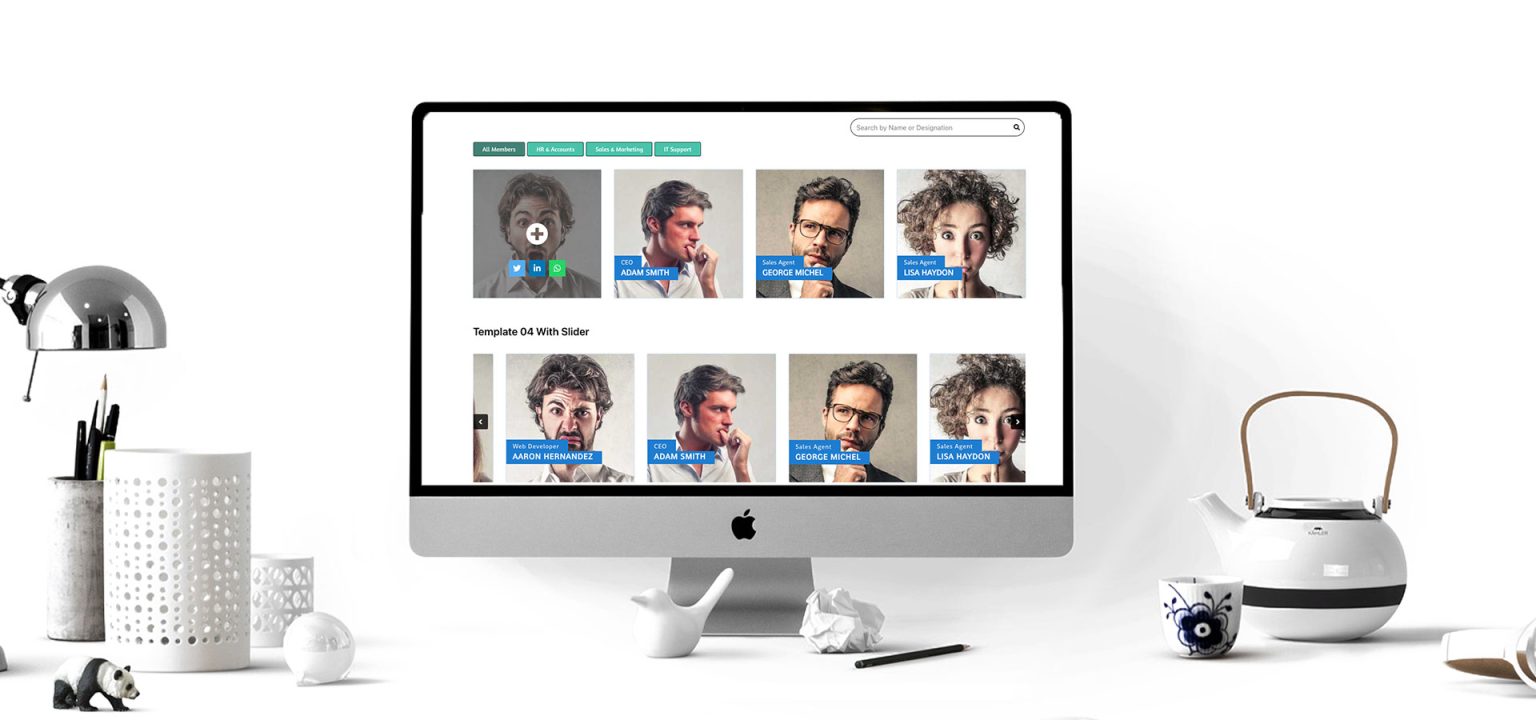 Search by Name or Designation
All Members
HR & Accounts
Sales & Marketing
IT Support
in
CEO
ADAM SMITH
Sales Agent
GEORGE MICHEL
Sales Agent
LISA HAYDON
Template 04 With Slider
Web Developer
AARON HERNANDEZ
CEO
ADAM SMITH
Sales Agent
GEORGE MICHEL
Sales Agent
LISA HAYDON
KÄHLER